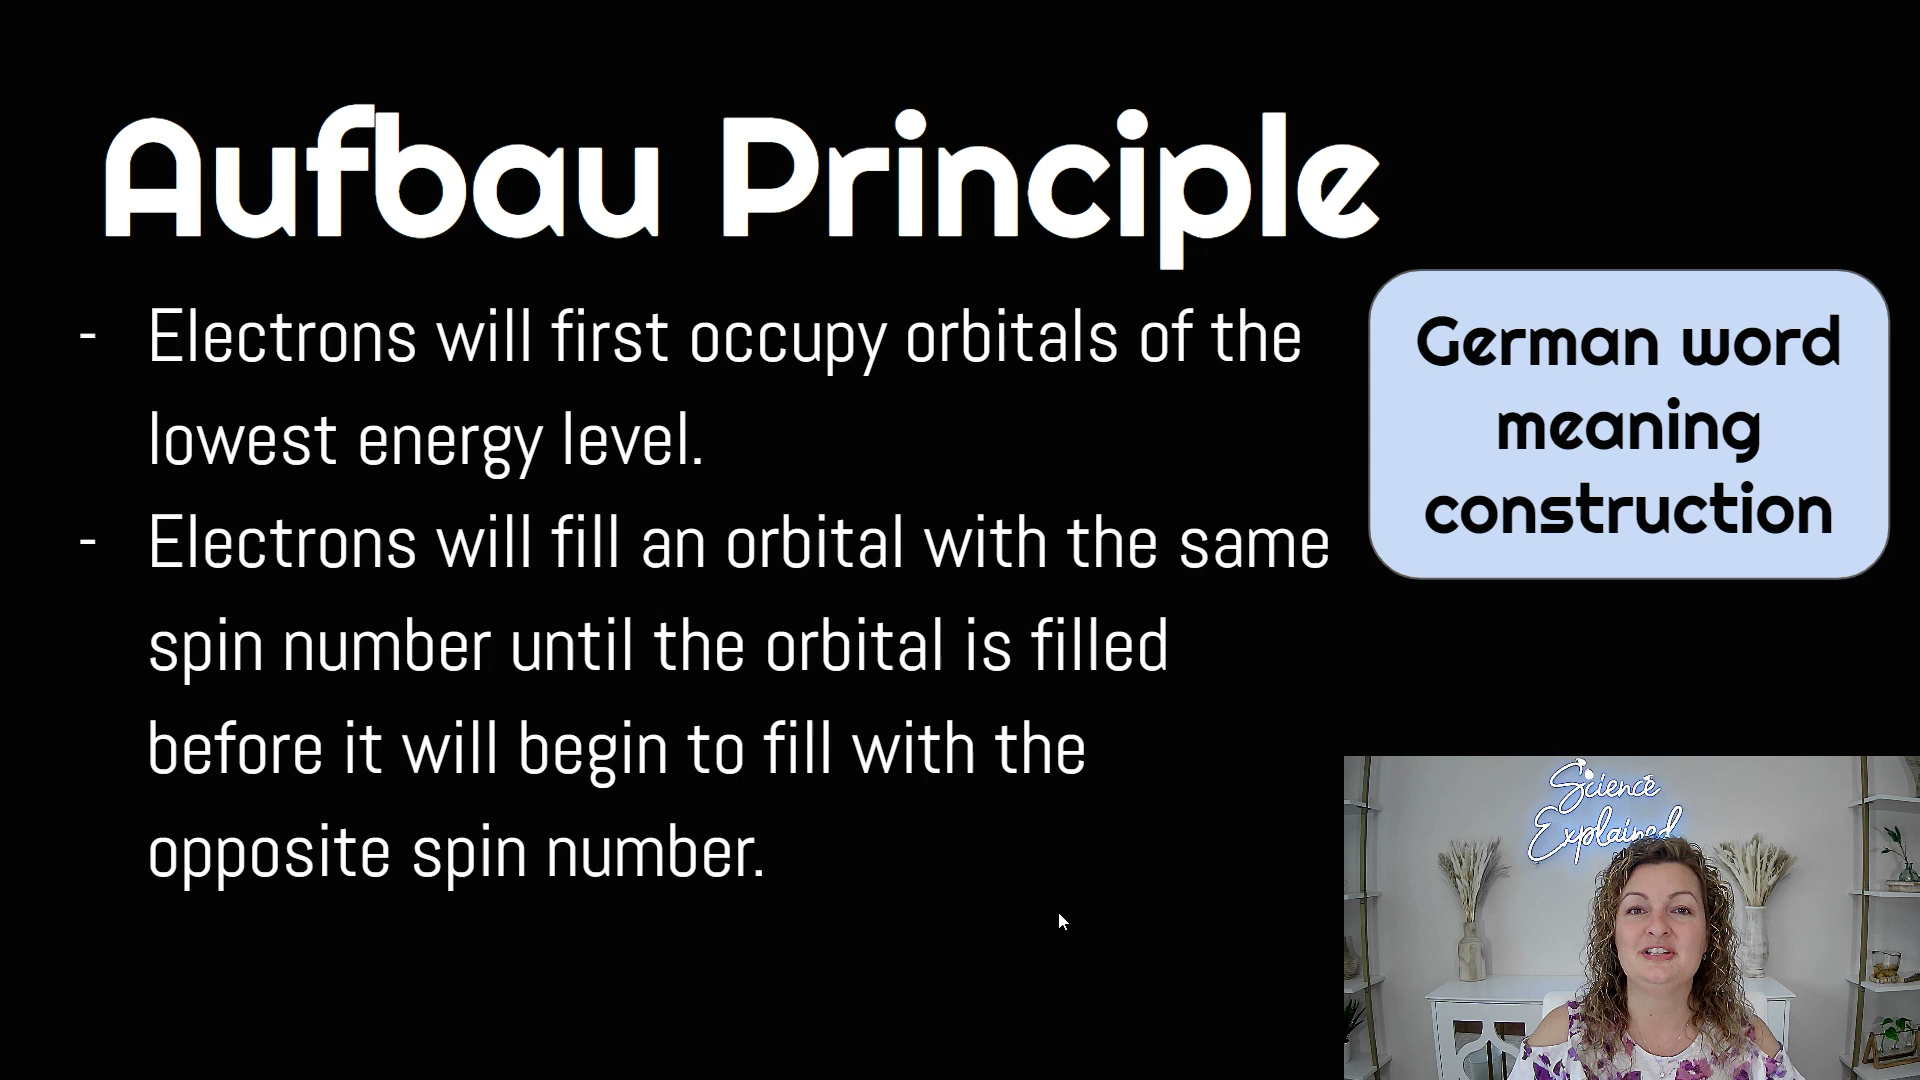 Aufbau Principle
- Electrons will first occupy orbitals of the
lowest energy level.
- Electrons will fill an orbital with the same
spin number until the orbital is filled
before it will begin to fill with the
opposite spin number.
German word
meaning
construction
Science
Explained